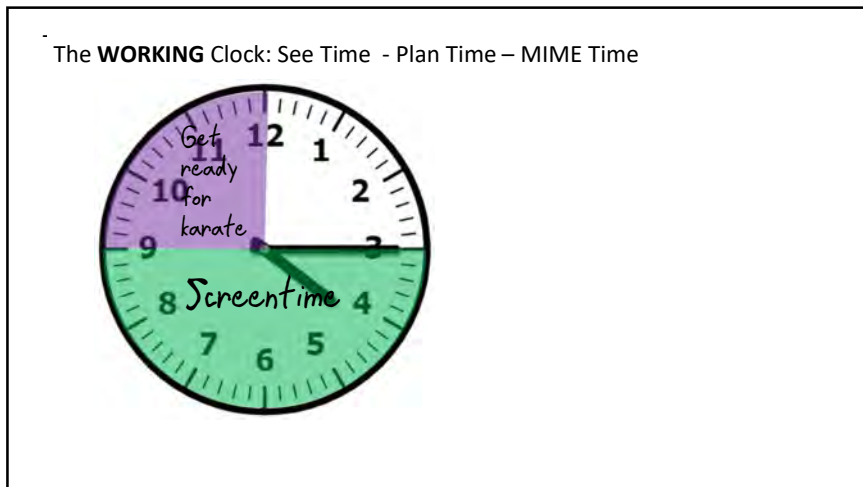 The WORKING Clock: See Time - Plan Time – MIME Time
12
1
2
3
4
5
6
7
8
9
10
11
Get
ready
for
karate
Screentime